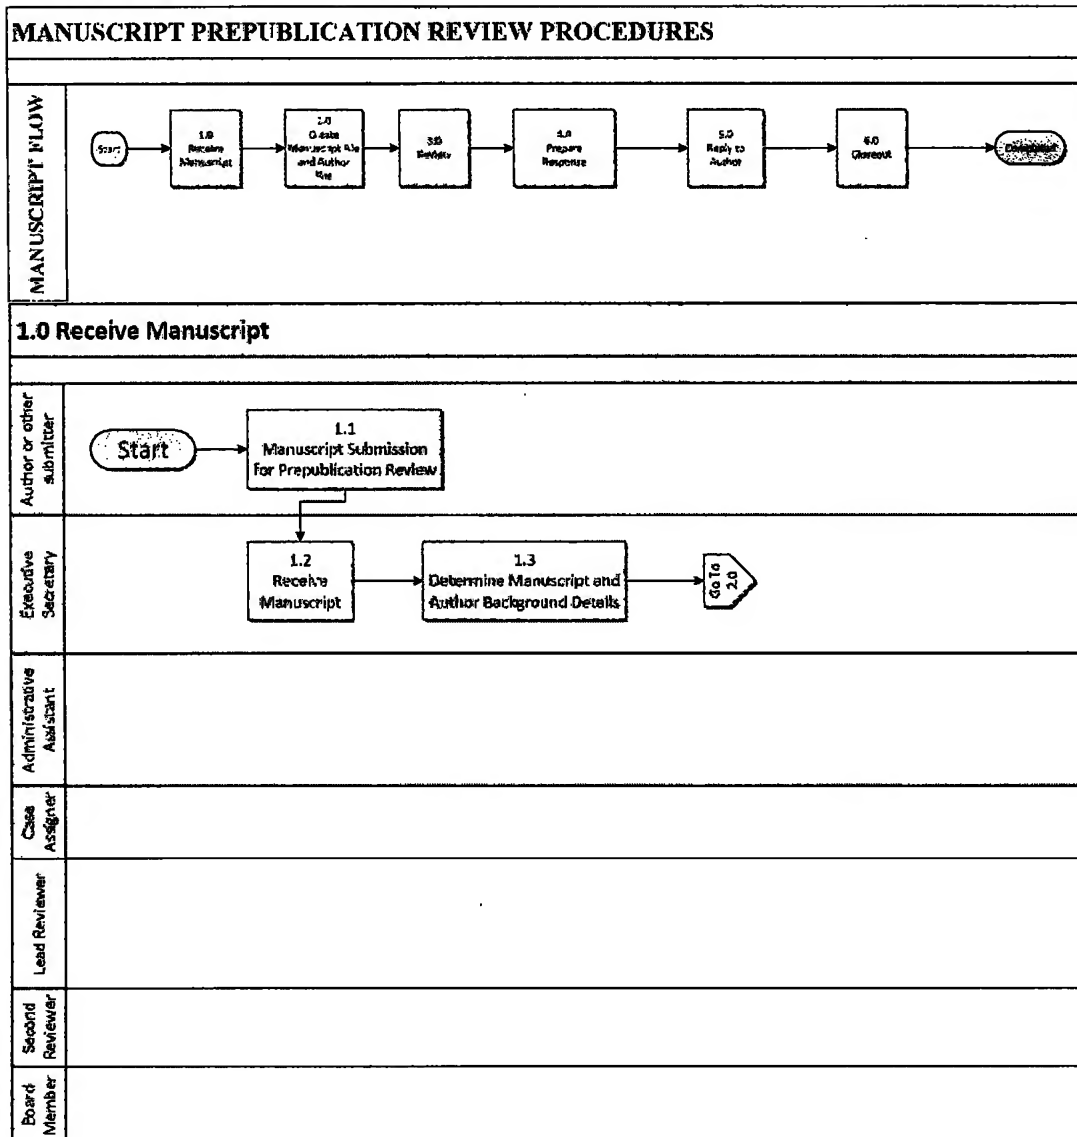 MANUSCRIPT PREPUBLICATION REVIEW PROCEDURES
MANUSCRIPT FLOW
Start
1.0
Receive
Manuscript
2.0
Create
Manuscript File
and Author
File
3.0
Review
4.0
Prepare
Response
5.0
Reply to
Author
6.0
Closeout
Completed
1.0 Receive Manuscript
Author or other
submitter
Start
1.1
Manuscript Submission
for Prepublication Review
Executive
Secretary
1.2
Receive
Manuscript
1.3
Determine Manuscript and
Author Background Details
Go To
2.0
Administrative
Assistant
Case
Assigner
Lead Reviewer
Second
Reviewer
Board
Member